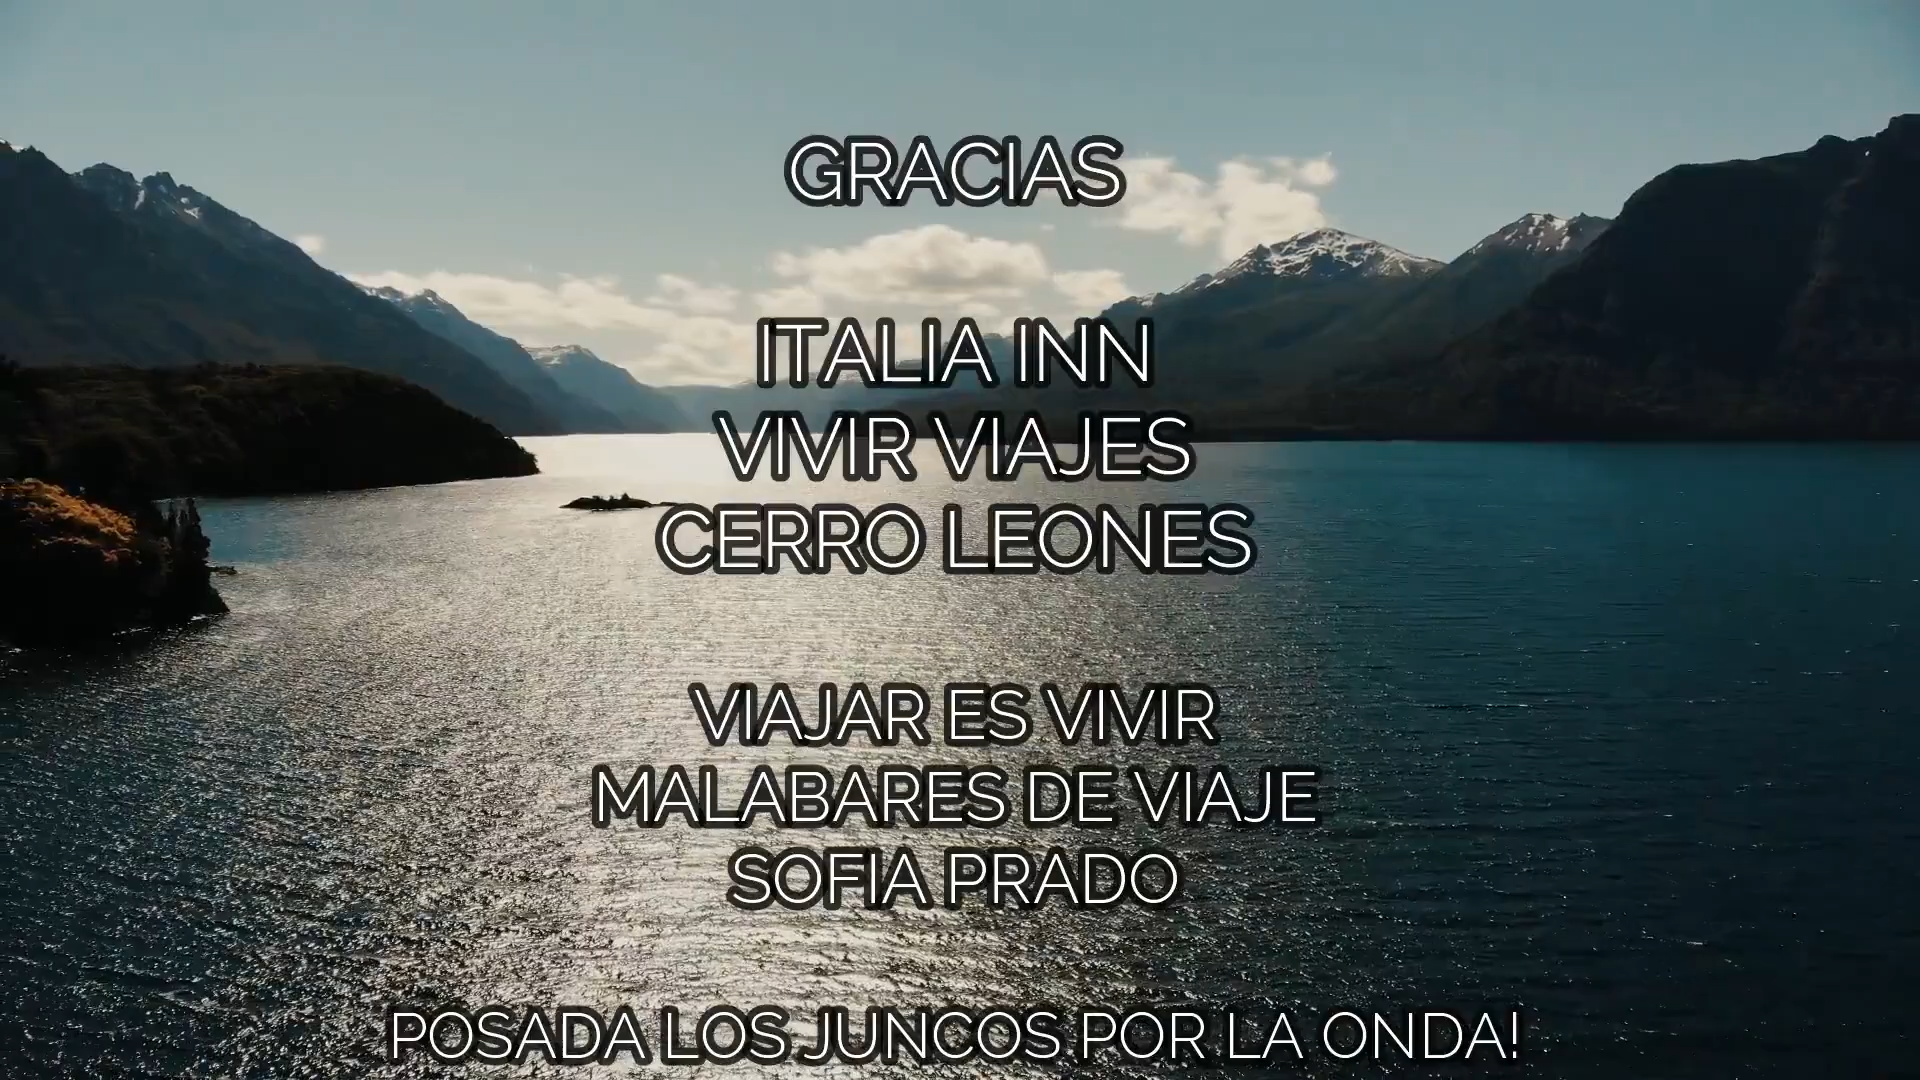 GRACIAS
ITALIA INN
VIVIR VIAJES
CERRO LEONES
VIAJAR ES VIVIR
MALABARES DE VIAJE
SOFIA PRADO
POSADA LOS JUNCOS POR LA ONDA!